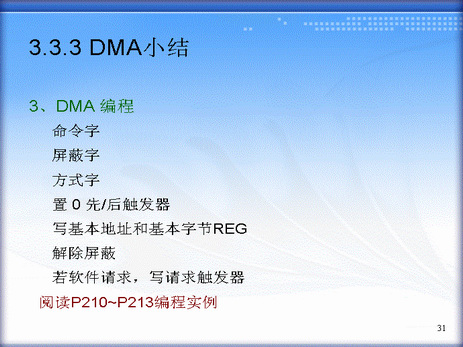 3.3.3 DMA小结
3、DMA 编程
命令字
屏蔽字
方式字
置 0 先/后触发器
写基本地址和基本字节REG
解除屏蔽
若软件请求，写请求触发器
阅读P210~P213编程实例
31